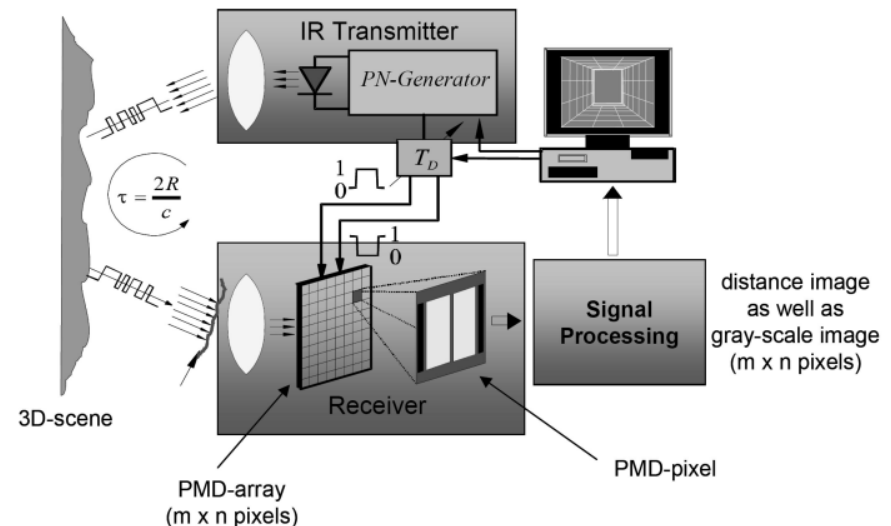 IR Transmitter
PN-Generator
T_D
1
0
1
0
τ = 2R/c
Receiver
Signal
Processing
distance image
as well as
gray-scale image
(m x n pixels)
3D-scene
PMD-array
(m x n pixels)
PMD-pixel